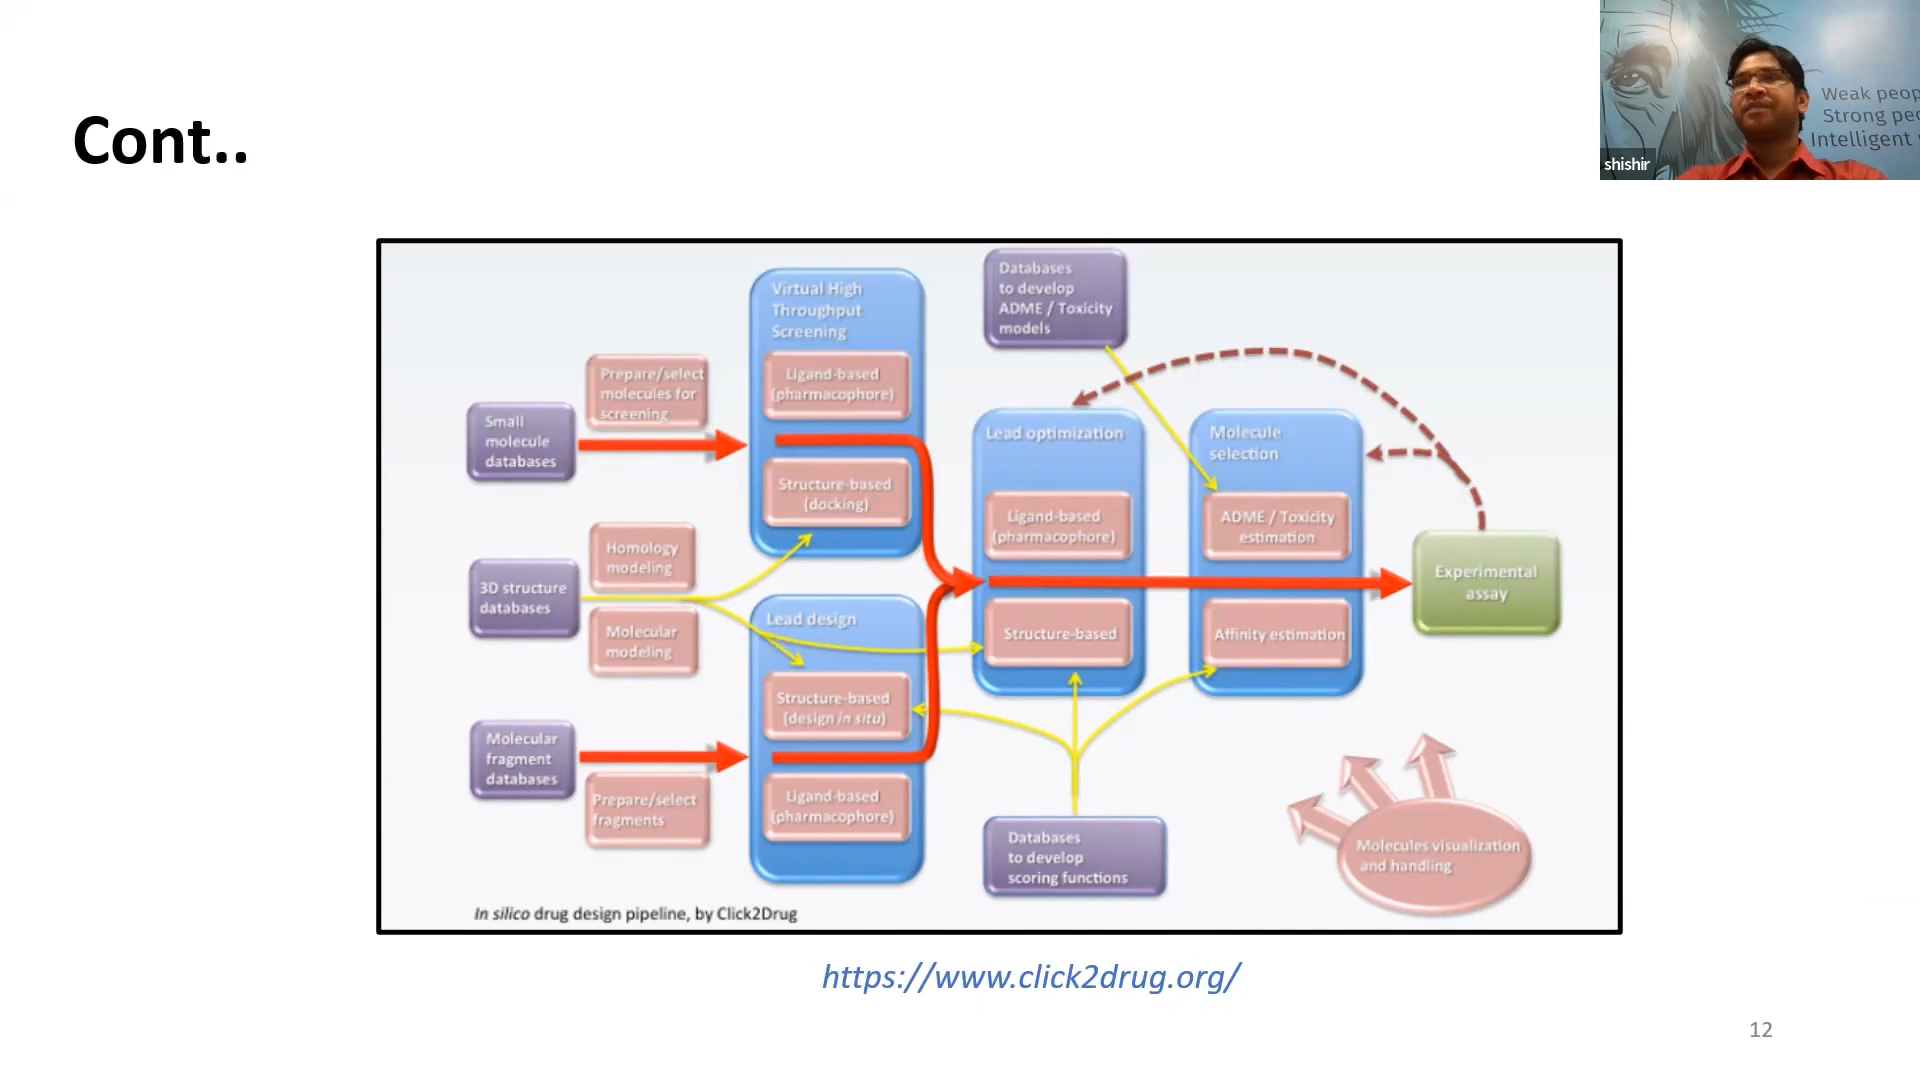 Cont..
Weak
Strong
Intelligent
shishir
Virtual High
Throughput
Screening
Ligand-based
(pharmacophore)
Structure-based
(docking)
Databases
to develop
ADME / Toxicity
models
Prepare/select
molecules for
screening
Small
molecule
databases
Homology
modeling
3D structure
databases
Molecular
modeling
Molecular
fragment
databases
Prepare/select
fragments
Lead design
Structure-based
(design in situ)
Ligand-based
(pharmacophore)
Lead optimization
Ligand-based
(pharmacophore)
Structure-based
Molecule
selection
ADME / Toxicity
estimation
Affinity estimation
Experimental
assay
Databases
to develop
scoring functions
Molecules visualization
and handling
In silico drug design pipeline, by Click2Drug
https://www.click2drug.org/
12